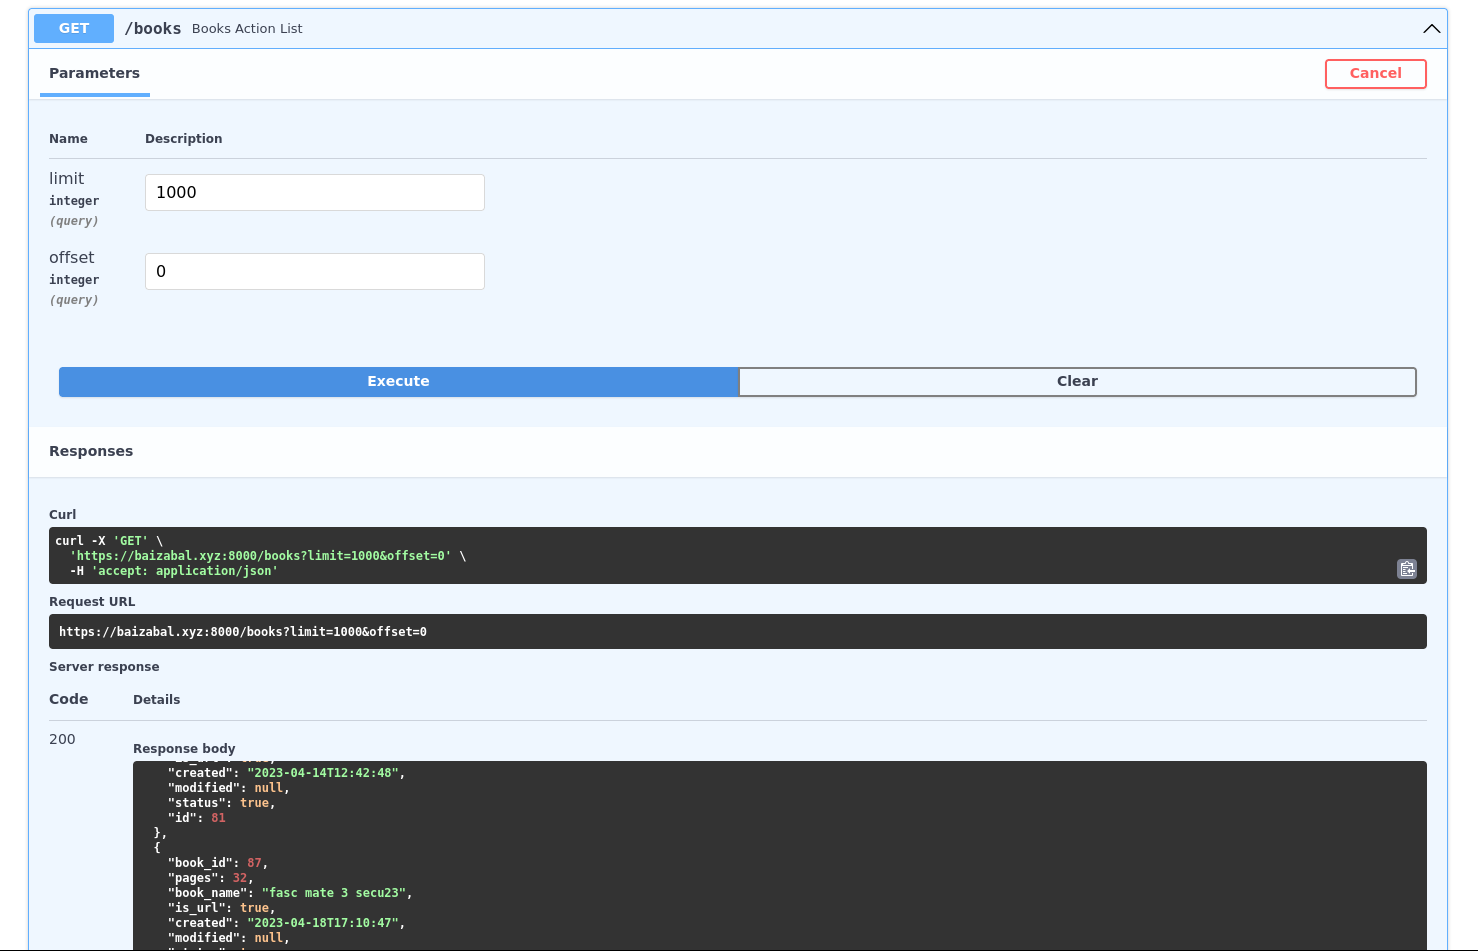 GET /books Books Action List
Parameters
Cancel
Name Description
limit
integer
(query)
1000
offset
integer
(query)
0
Execute
Clear
Responses
Curl
curl -X 'GET' \
'https://baizabal.xyz:8000/books?limit=1000&offset=0' \
-H 'accept: application/json'
Request URL
https://baizabal.xyz:8000/books?limit=1000&offset=0
Server response
Code Details
200
Response body
"created": "2023-04-14T12:42:48",
"modified": null,
"status": true,
"id": 81
},
{
"book_id": 87,
"pages": 32,
"book_name": "fasc mate 3 secu23",
"is_url": true,
"created": "2023-04-18T17:10:47",
"modified": null,